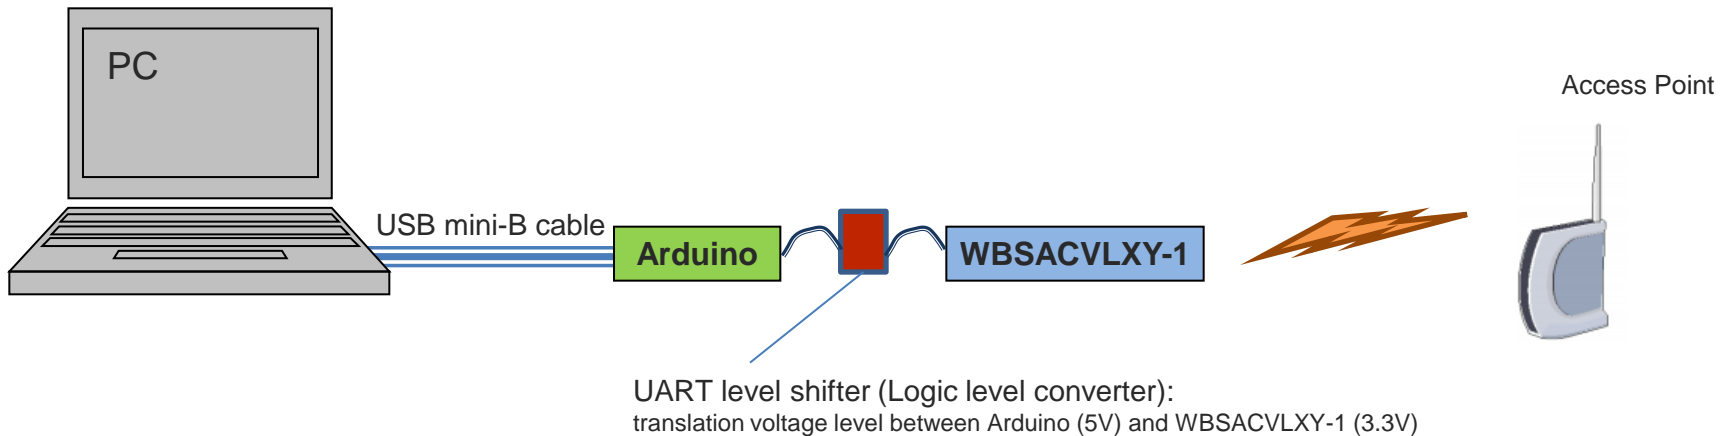 PC
Access Point
USB mini-B cable
Arduino
WBSACVLXY-1
UART level shifter (Logic level converter):
translation voltage level between Arduino (5V) and WBSACVLXY-1 (3.3V)